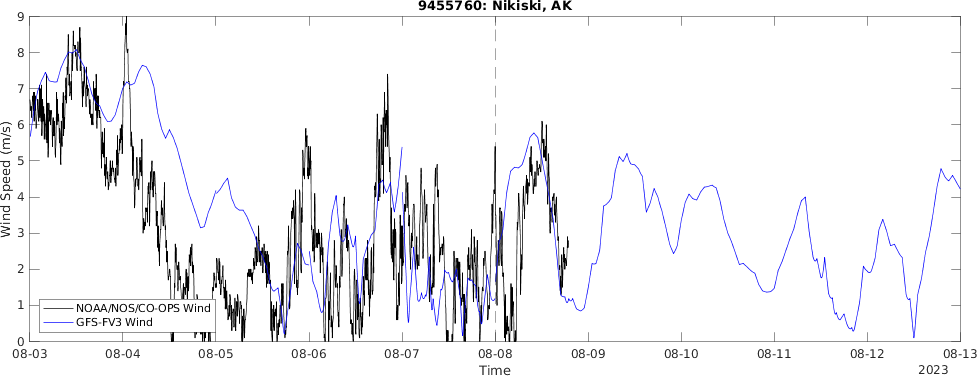 9455760: Nikiski, AK
Wind Speed (m/s)
9
8
7
6
5
4
3
2
1
0
NOAA/NOS/CO-OPS Wind
GFS-FV3 Wind
08-03 08-04 08-05 08-06 08-07 08-08 08-09 08-10 08-11 08-12 08-13
Time
2023